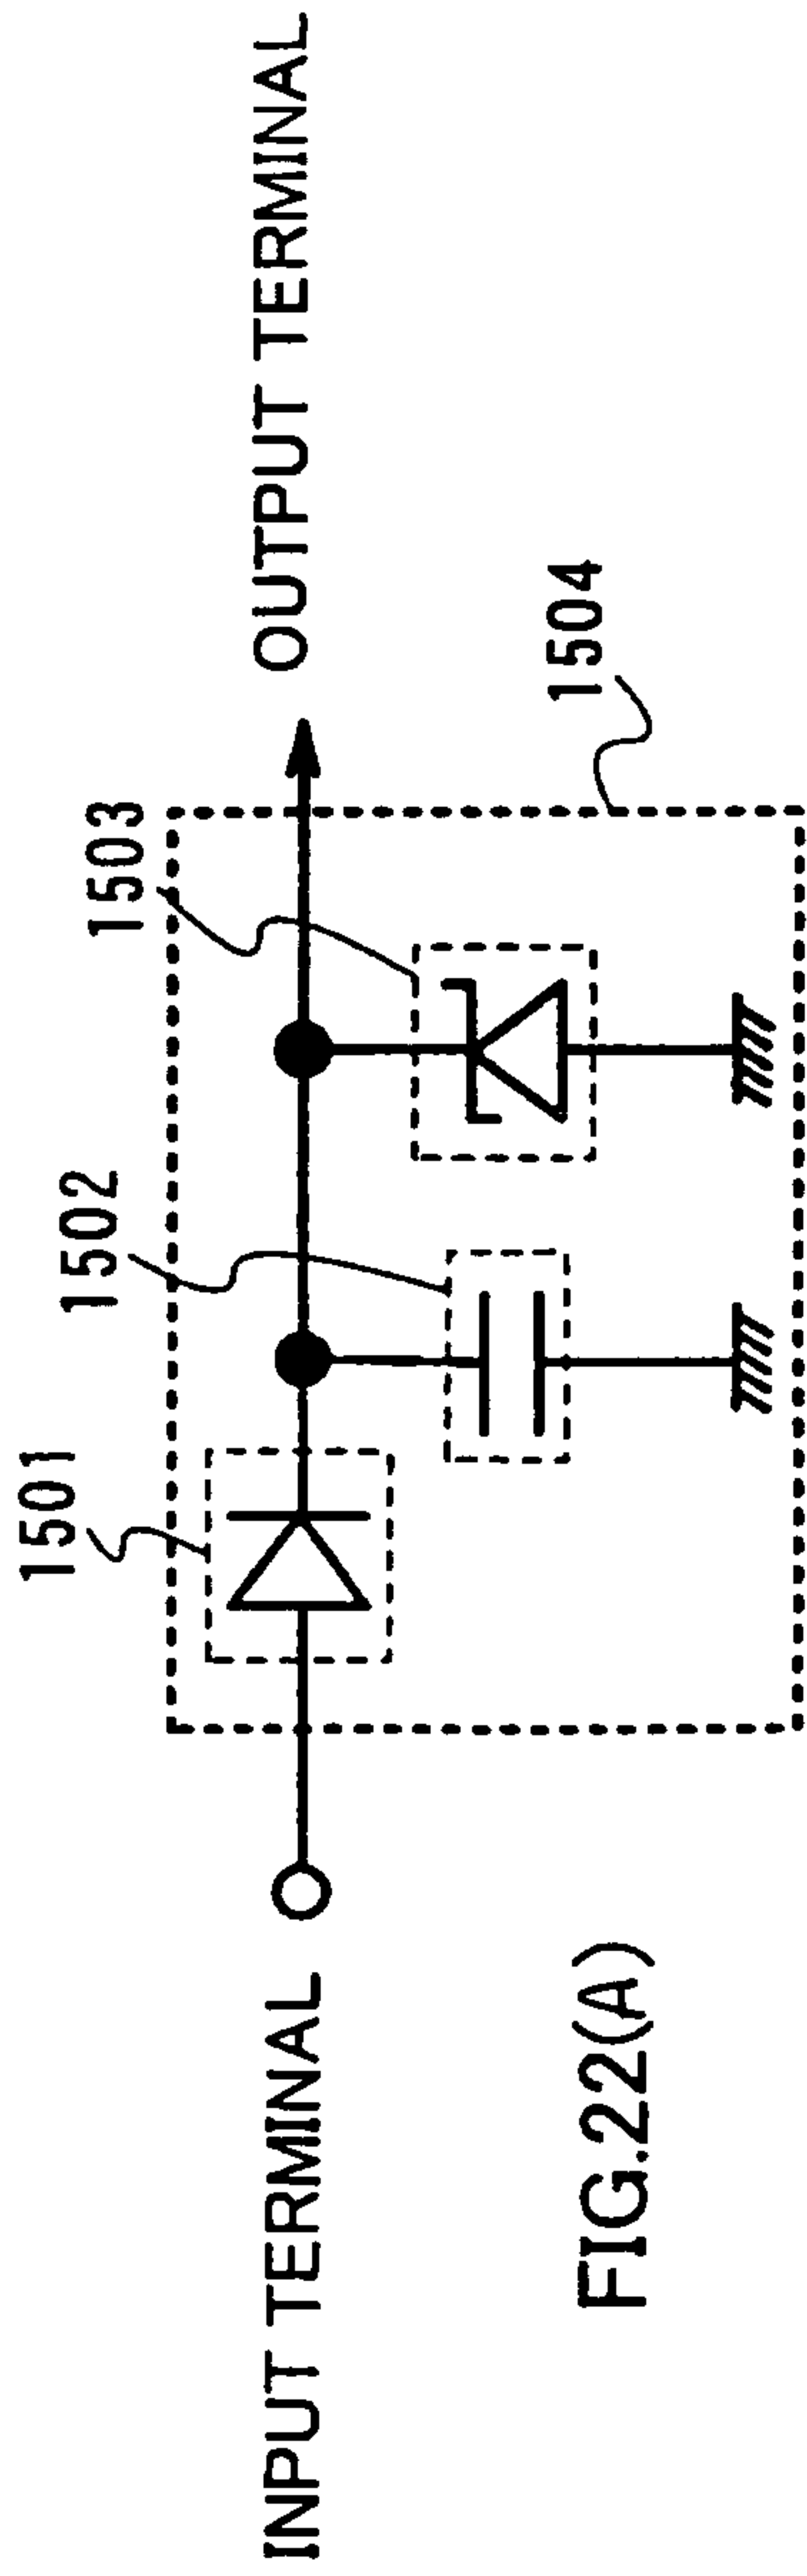 1501
1502
1503
INPUT TERMINAL
OUTPUT TERMINAL
1504
FIG.22(A)